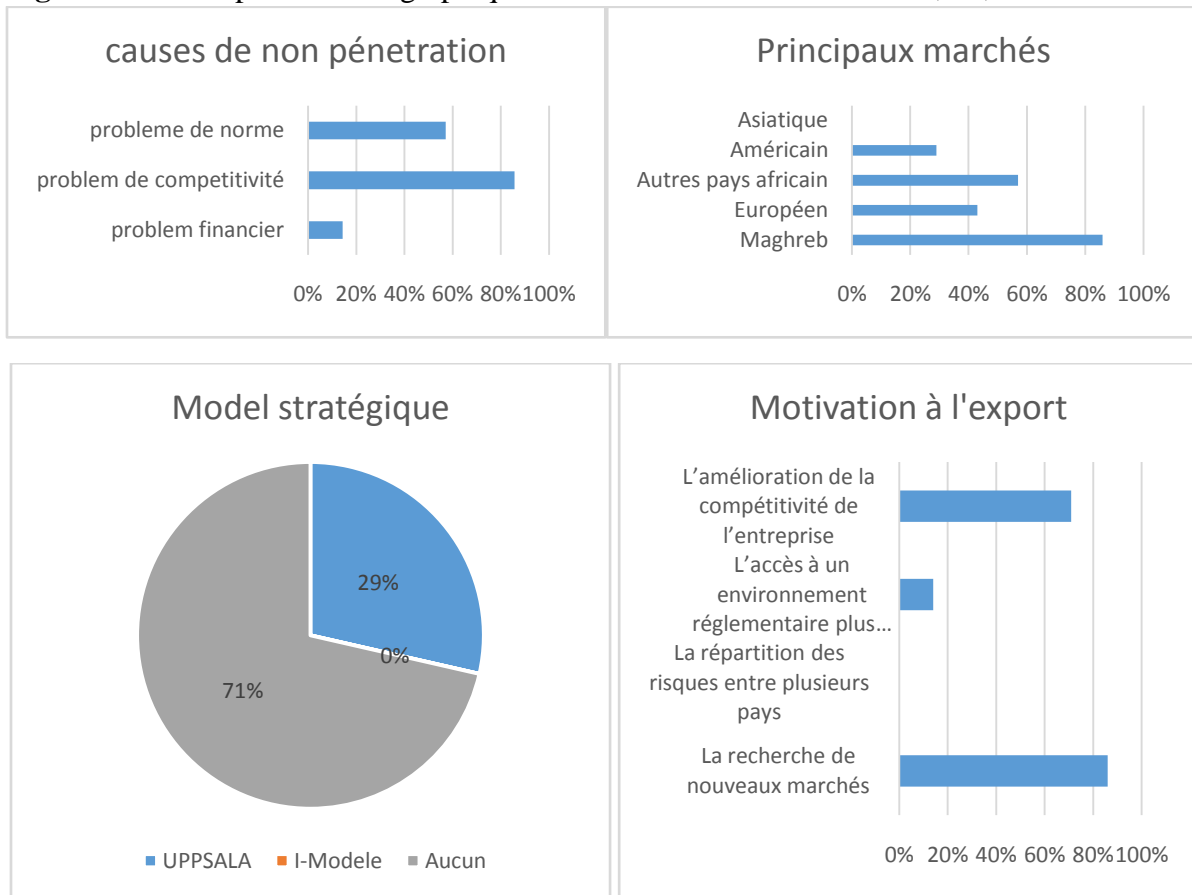 causes de non pénetration
probleme de norme
problem de competitivité
problem financier
0% 20% 40% 60% 80% 100%
Principaux marchés
Asiatique
Américain
Autres pays africain
Européen
Maghreb
0% 20% 40% 60% 80% 100%
Model stratégique
29%
0%
71%
UPPSALA I-Modele Aucun
Motivation à l'export
L’amélioration de la
compétitivité de
l’entreprise
L’accès à un
environnement
réglementaire plus…
La répartition des
risques entre plusieurs
pays
La recherche de
nouveaux marchés
0% 20% 40% 60% 80% 100%